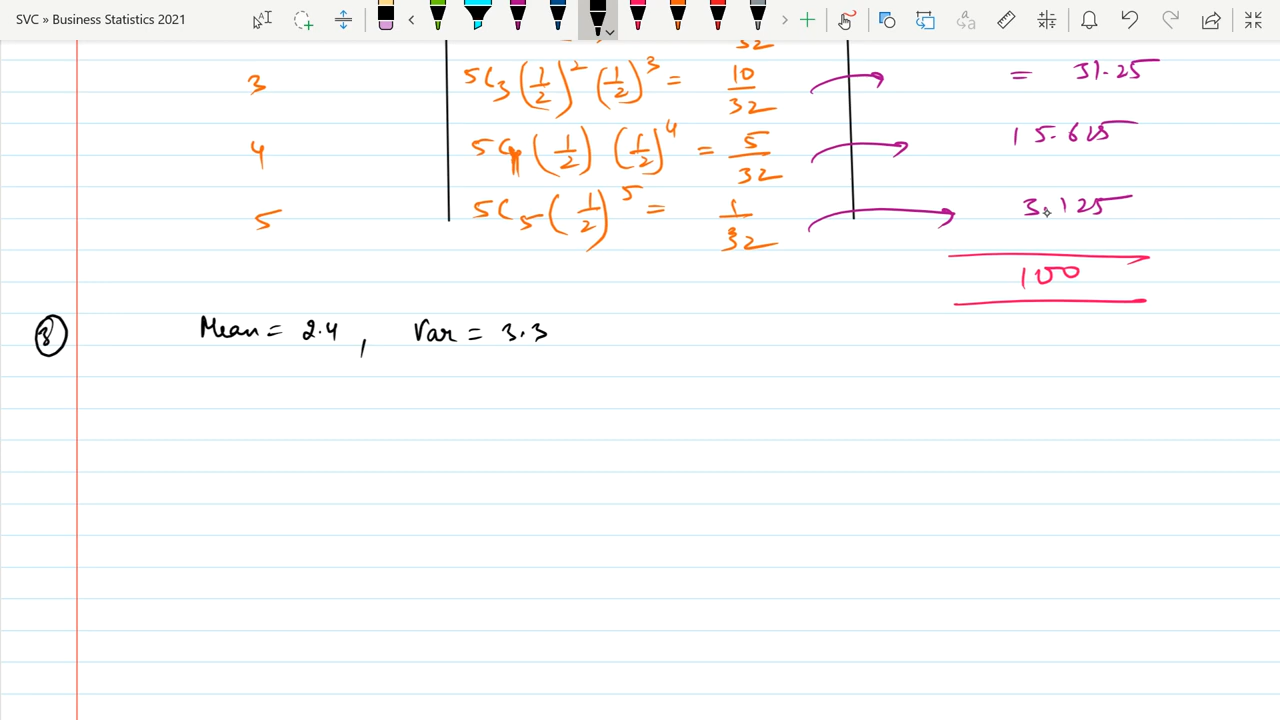 SVC » Business Statistics 2021
32
3 5C3 (1/2)^2 (1/2)^3 = 10/32 = 31.25
4 5C4 (1/2) (1/2)^4 = 5/32 15.625
5 5C5 (1/2)^5 = 1/32 3.125
100
8 Mean = 2.4 , Var = 3.3